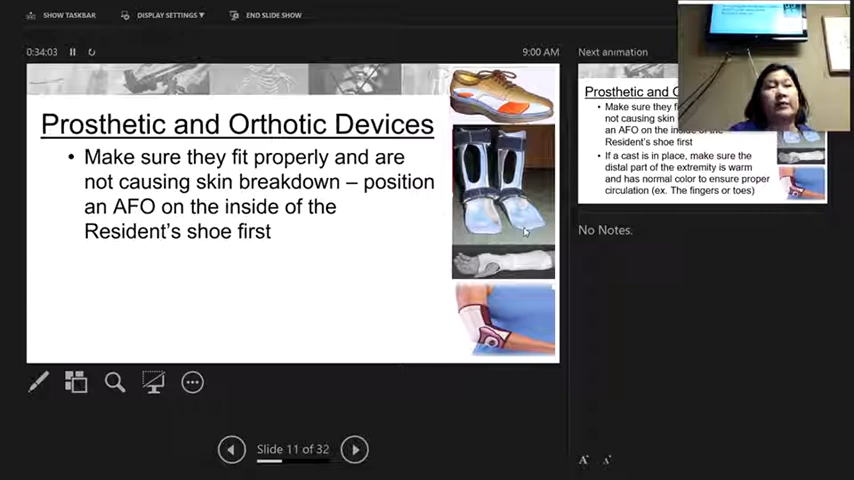 SHOW TASKBAR
DISPLAY SETTINGS ▾
END SLIDE SHOW
0:34:03
9:00 AM
Prosthetic and Orthotic Devices
• Make sure they fit properly and are
not causing skin breakdown – position
an AFO on the inside of the
Resident's shoe first
Slide 11 of 32
Next animation
Prosthetic and O
• Make sure they fi
not causing skin
an AFO on the inside of the
Resident's shoe first
• If a cast is in place, make sure the
distal part of the extremity is warm
and has normal color to ensure proper
circulation (ex. The fingers or toes)
No Notes.
A
A